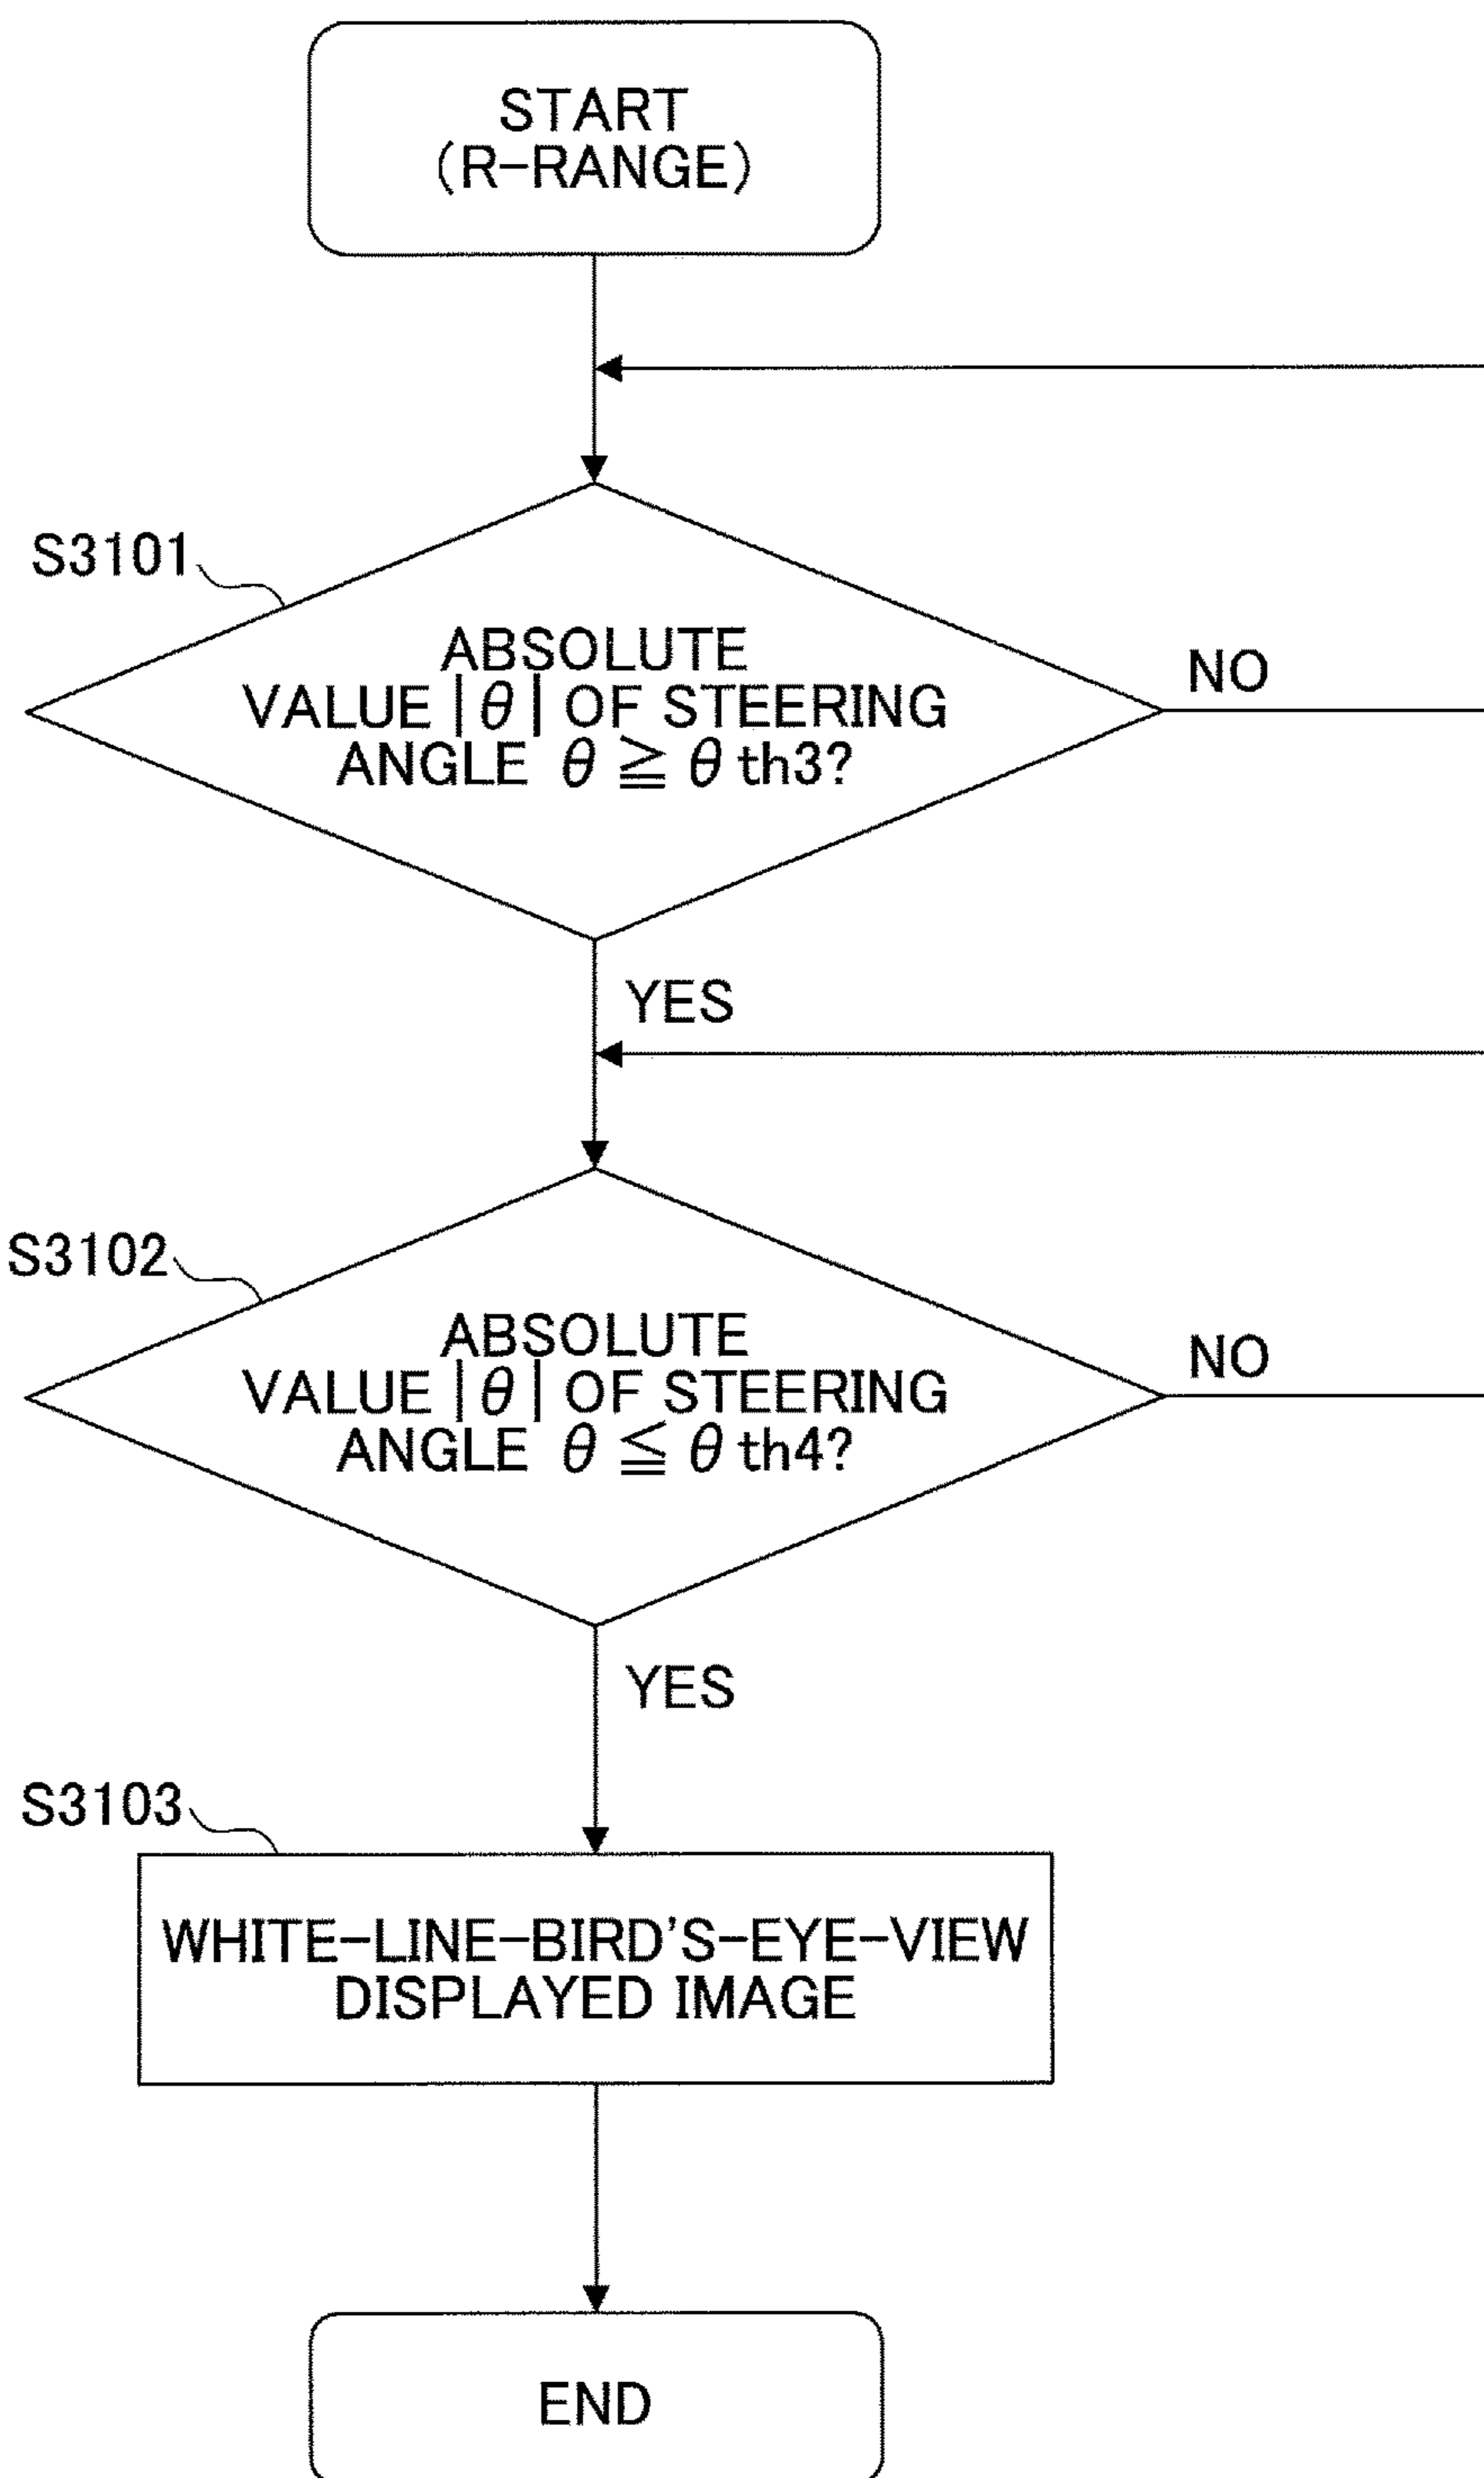 START
(R-RANGE)
S3101
ABSOLUTE
VALUE |θ| OF STEERING
ANGLE θ ≧ θ th3?
NO
YES
S3102
ABSOLUTE
VALUE |θ| OF STEERING
ANGLE θ ≦ θ th4?
NO
YES
S3103
WHITE-LINE-BIRD'S-EYE-VIEW
DISPLAYED IMAGE
END